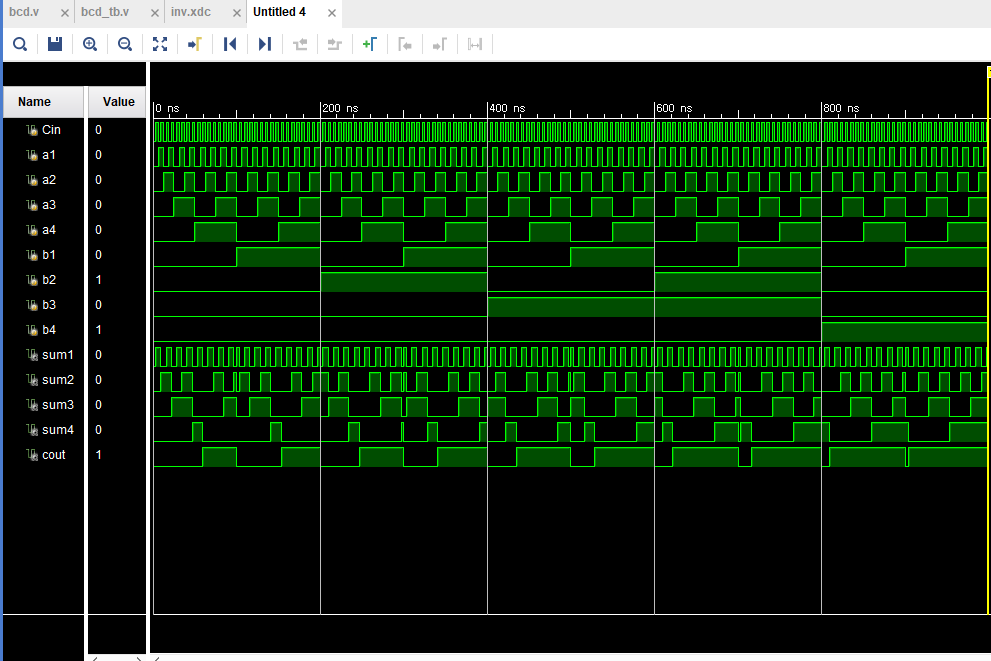 bcd.v bcd_tb.v inv.xdc Untitled 4
Name Value
0 ns 200 ns 400 ns 600 ns 800 ns
Cin 0
a1 0
a2 0
a3 0
a4 0
b1 0
b2 1
b3 0
b4 1
sum1 0
sum2 0
sum3 0
sum4 0
cout 1